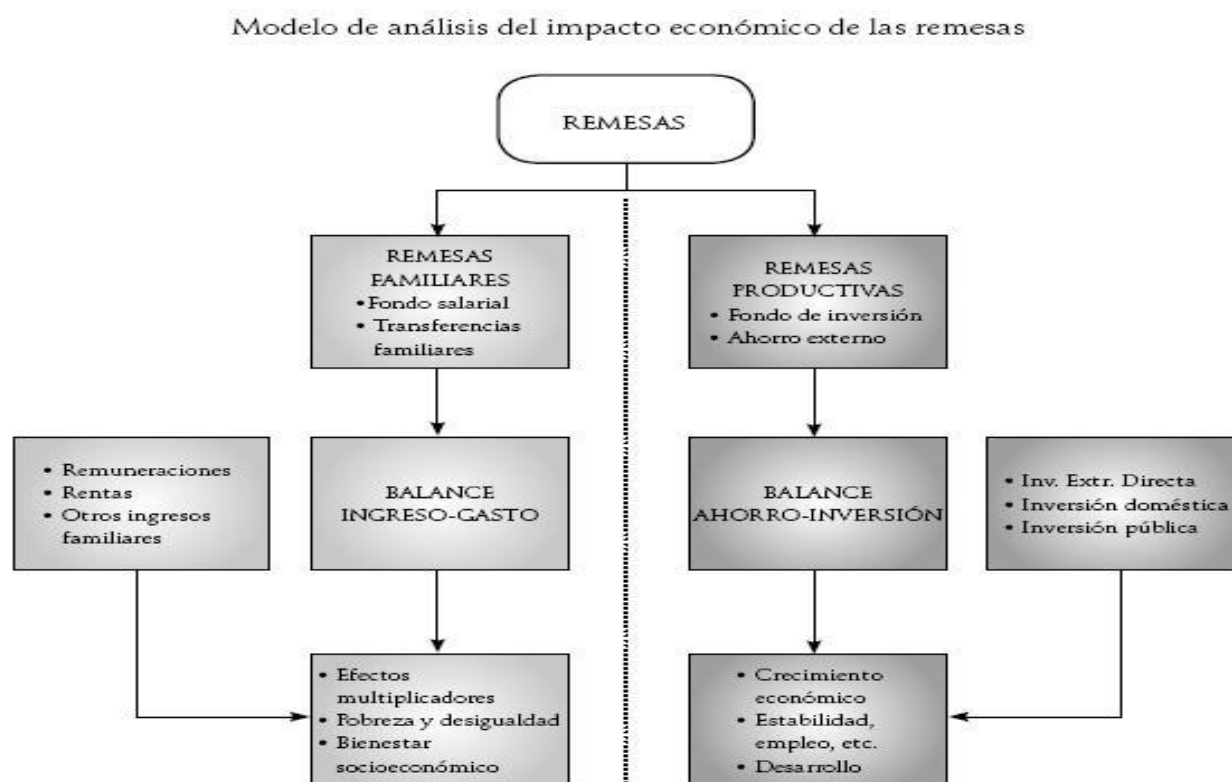 Modelo de análisis del impacto económico de las remesas
REMESAS
REMESAS
FAMILIARES
•Fondo salarial
• Transferencias
familiares
REMESAS
PRODUCTIVAS
• Fondo de inversión
• Ahorro externo
• Remuneraciones
• Rentas
• Otros ingresos
familiares
BALANCE
INGRESO-GASTO
BALANCE
AHORRO-INVERSIÓN
• Inv. Extr. Directa
• Inversión doméstica
• Inversión pública
• Efectos
multiplicadores
• Pobreza y desigualdad
• Bienestar
socioeconómico
• Crecimiento
económico
• Estabilidad,
empleo, etc.
• Desarrollo